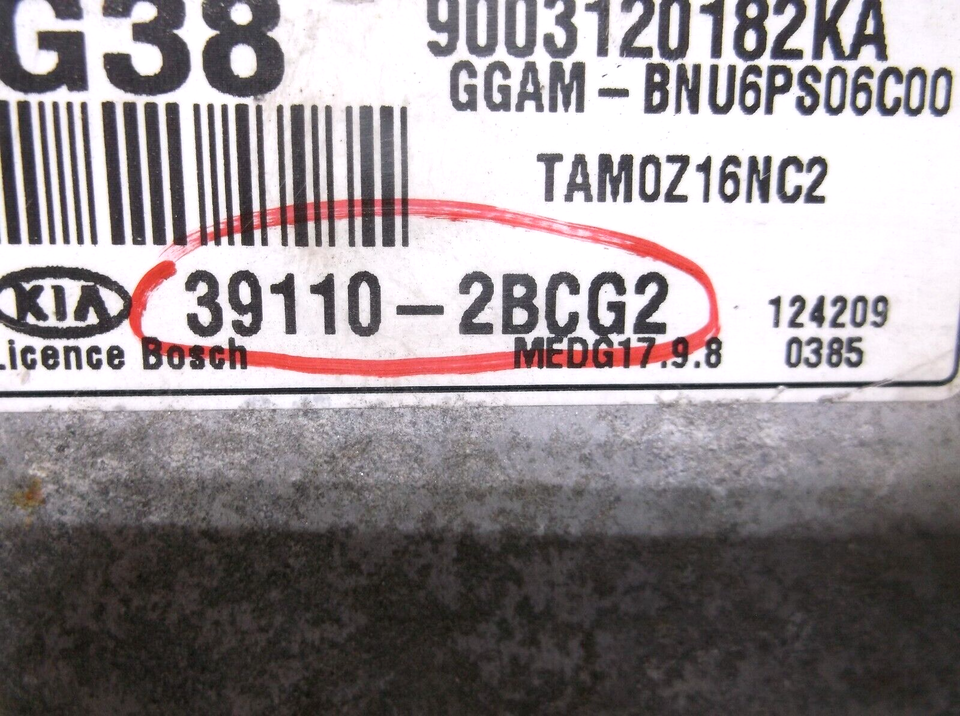 G38
9003120182KA
GGAM-BNU6PS06C00
TAM0Z16NC2
KIA 39110-2BCG2 124209
Licence Bosch MEDG17.9.8 0385